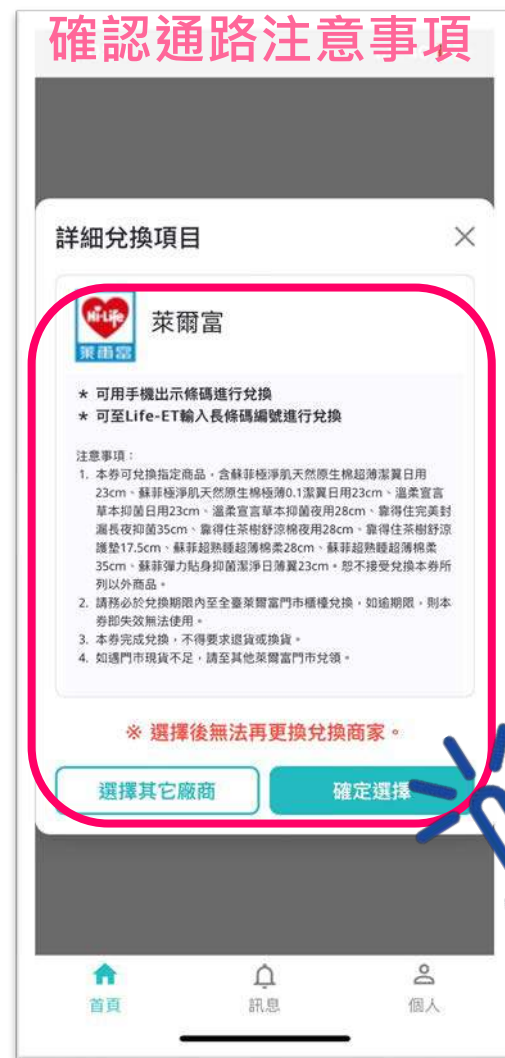 確認通路注意事項
詳細兌換項目
Hi-Life
萊爾富
萊爾富
* 可用手機出示條碼進行兌換
* 可至Life-ET輸入長條碼編號進行兌換
注意事項：
1. 本券可兌換指定商品，含蘇菲極淨肌天然原生棉超薄潔翼日用
23cm、蘇菲極淨肌天然原生棉極薄0.1潔翼日用23cm、溫柔宣言
草本抑菌日用23cm、溫柔宣言草本抑菌夜用28cm、靠得住完美封
漏長夜抑菌35cm、靠得住茶樹舒涼棉夜用28cm、靠得住茶樹舒涼
護墊17.5cm、蘇菲超熟睡超薄棉柔28cm、蘇菲超熟睡超薄棉柔
35cm、蘇菲彈力貼身抑菌潔淨日薄翼23cm。恕不接受兌換本券所
列以外商品。
2. 請務必於兌換期限內至全臺萊爾富門市櫃檯兌換，如逾期限，則本
券即失效無法使用。
3. 本券完成兌換，不得要求退貨或換貨。
4. 如遇門市現貨不足，請至其他萊爾富門市兌領。
※ 選擇後無法再更換兌換商家。
選擇其它廠商
確定選擇
首頁
訊息
個人